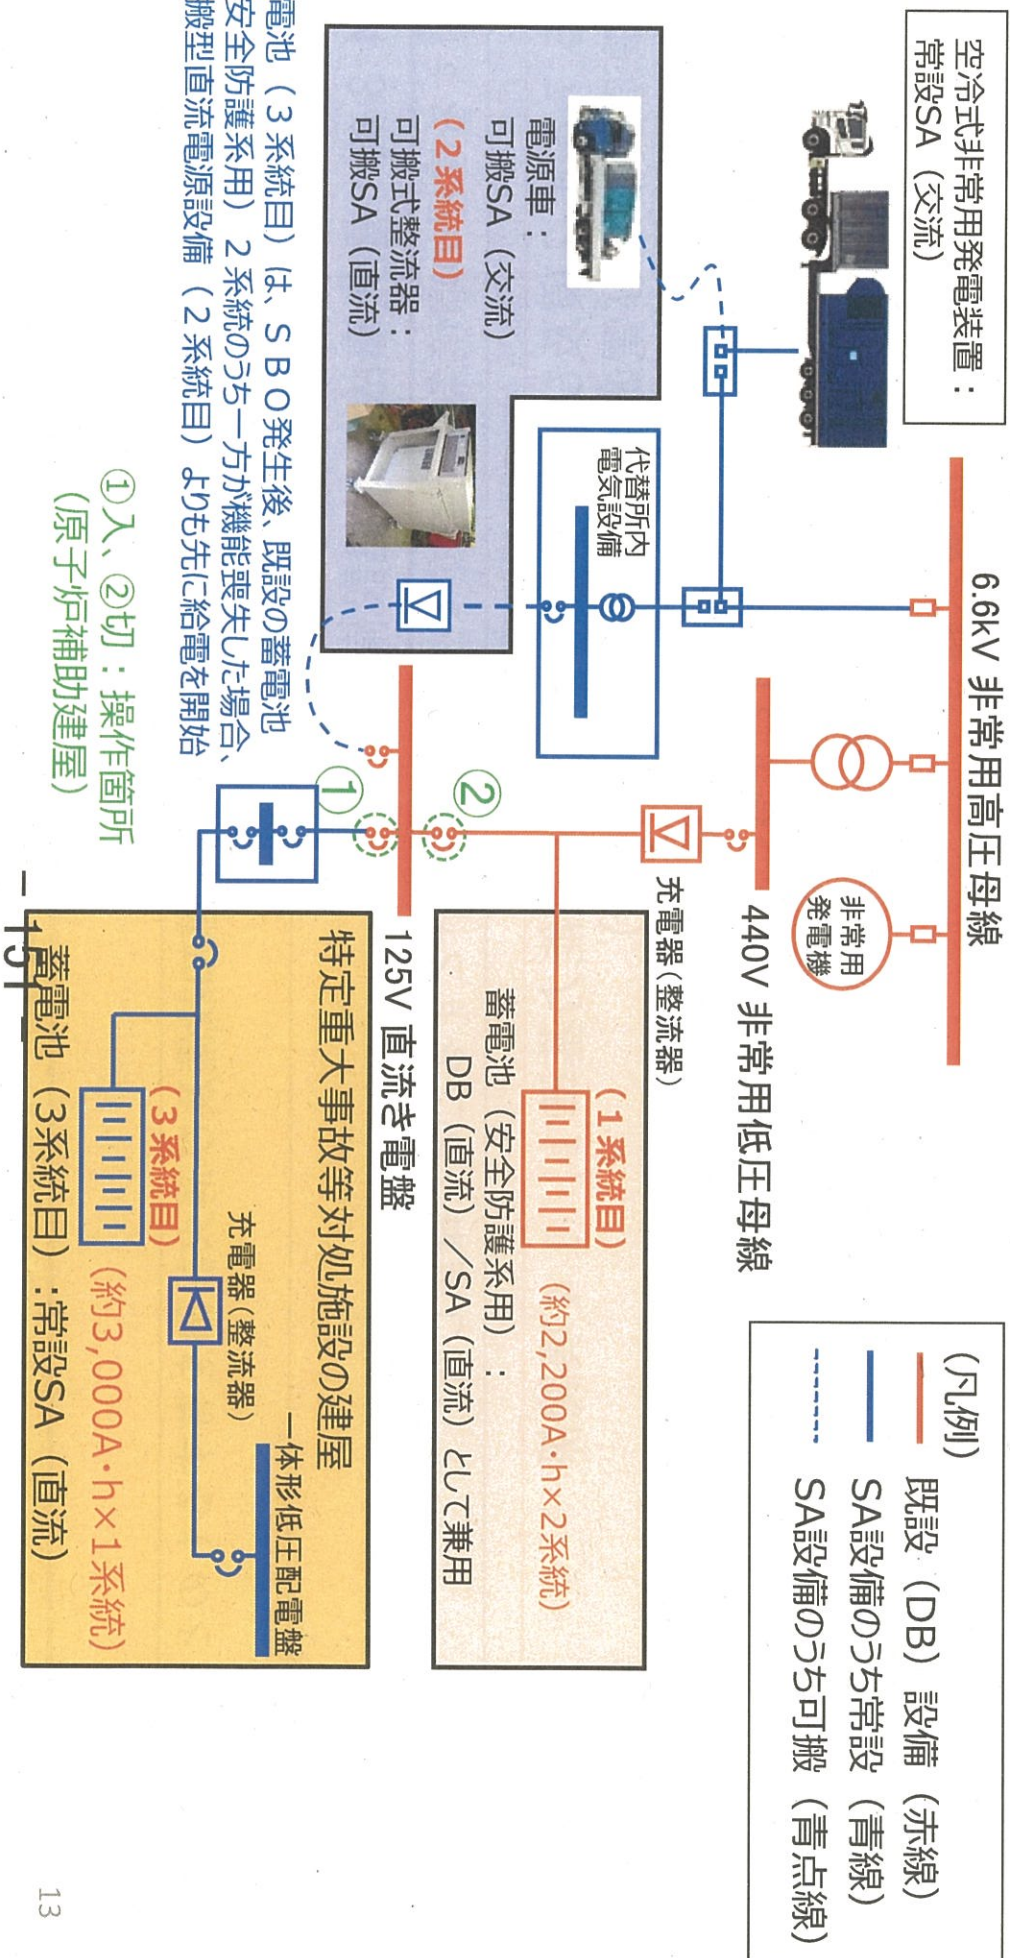 空冷式非常用発電装置：
常設SA（交流）
6.6kV 非常用高圧母線
（凡例）
既設（DB）設備（赤線）
SA設備のうち常設（青線）
SA設備のうち可搬（青点線）
非常用
発電機
440V 非常用低圧母線
代替所内
電気設備
充電器(整流器)
電源車：
可搬SA（交流）
（2系統目）
可搬式整流器：
可搬SA（直流）
（1系統目）
（約2,200A･h×2系統）
蓄電池（安全防護系用）：
DB（直流）／SA（直流）として兼用
②
125V 直流き電盤
①
特定重大事故等対処施設の建屋
一体形低圧配電盤
充電器(整流器)
（3系統目）
（約3,000A･h×1系統）
蓄電池（3系統目）：常設SA（直流）
電池（３系統目）は、ＳＢＯ発生後、既設の蓄電池
安全防護系用）２系統のうち一方が機能喪失した場合、
搬型直流電源設備（２系統目）よりも先に給電を開始
①入、②切：操作箇所
（原子炉補助建屋）
－ 151 －
13